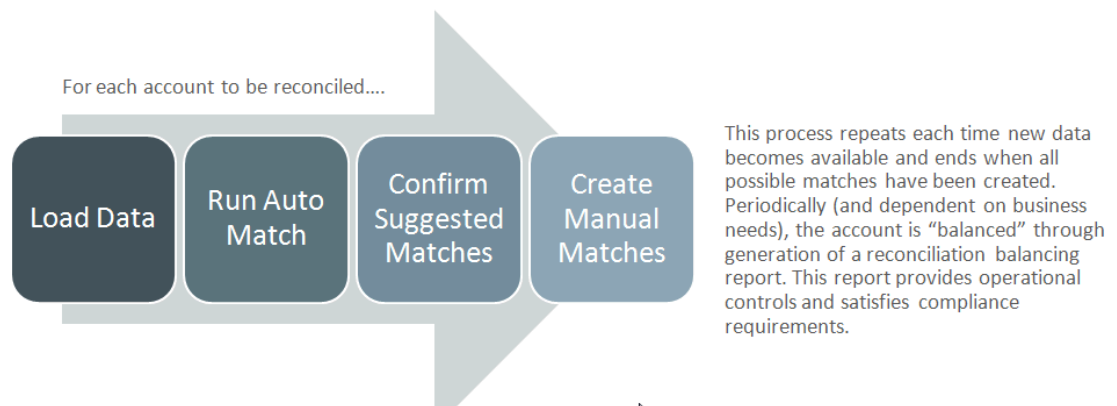 For each account to be reconciled....
Load Data
Run Auto
Match
Confirm
Suggested
Matches
Create
Manual
Matches
This process repeats each time new data
becomes available and ends when all
possible matches have been created.
Periodically (and dependent on business
needs), the account is “balanced” through
generation of a reconciliation balancing
report. This report provides operational
controls and satisfies compliance
requirements.